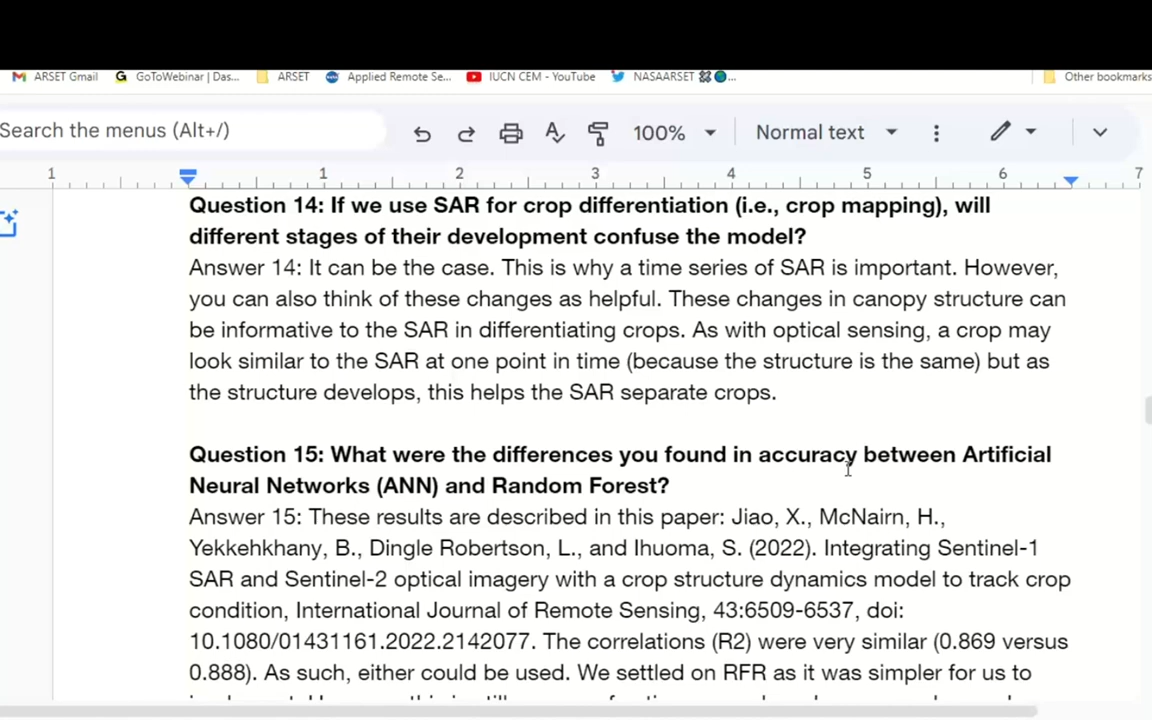 ARSET Gmail GoToWebinar | Das... ARSET Applied Remote Se... IUCN CEM - YouTube NASAARSET 🛰🌎... Other bookmarks
Search the menus (Alt+/) 100% Normal text
1 1 2 3 4 5 6 7
Question 14: If we use SAR for crop differentiation (i.e., crop mapping), will
different stages of their development confuse the model?
Answer 14: It can be the case. This is why a time series of SAR is important. However,
you can also think of these changes as helpful. These changes in canopy structure can
be informative to the SAR in differentiating crops. As with optical sensing, a crop may
look similar to the SAR at one point in time (because the structure is the same) but as
the structure develops, this helps the SAR separate crops.
Question 15: What were the differences you found in accuracy between Artificial
Neural Networks (ANN) and Random Forest?
Answer 15: These results are described in this paper: Jiao, X., McNairn, H.,
Yekkehkhany, B., Dingle Robertson, L., and Ihuoma, S. (2022). Integrating Sentinel-1
SAR and Sentinel-2 optical imagery with a crop structure dynamics model to track crop
condition, International Journal of Remote Sensing, 43:6509-6537, doi:
10.1080/01431161.2022.2142077. The correlations (R2) were very similar (0.869 versus
0.888). As such, either could be used. We settled on RFR as it was simpler for us to